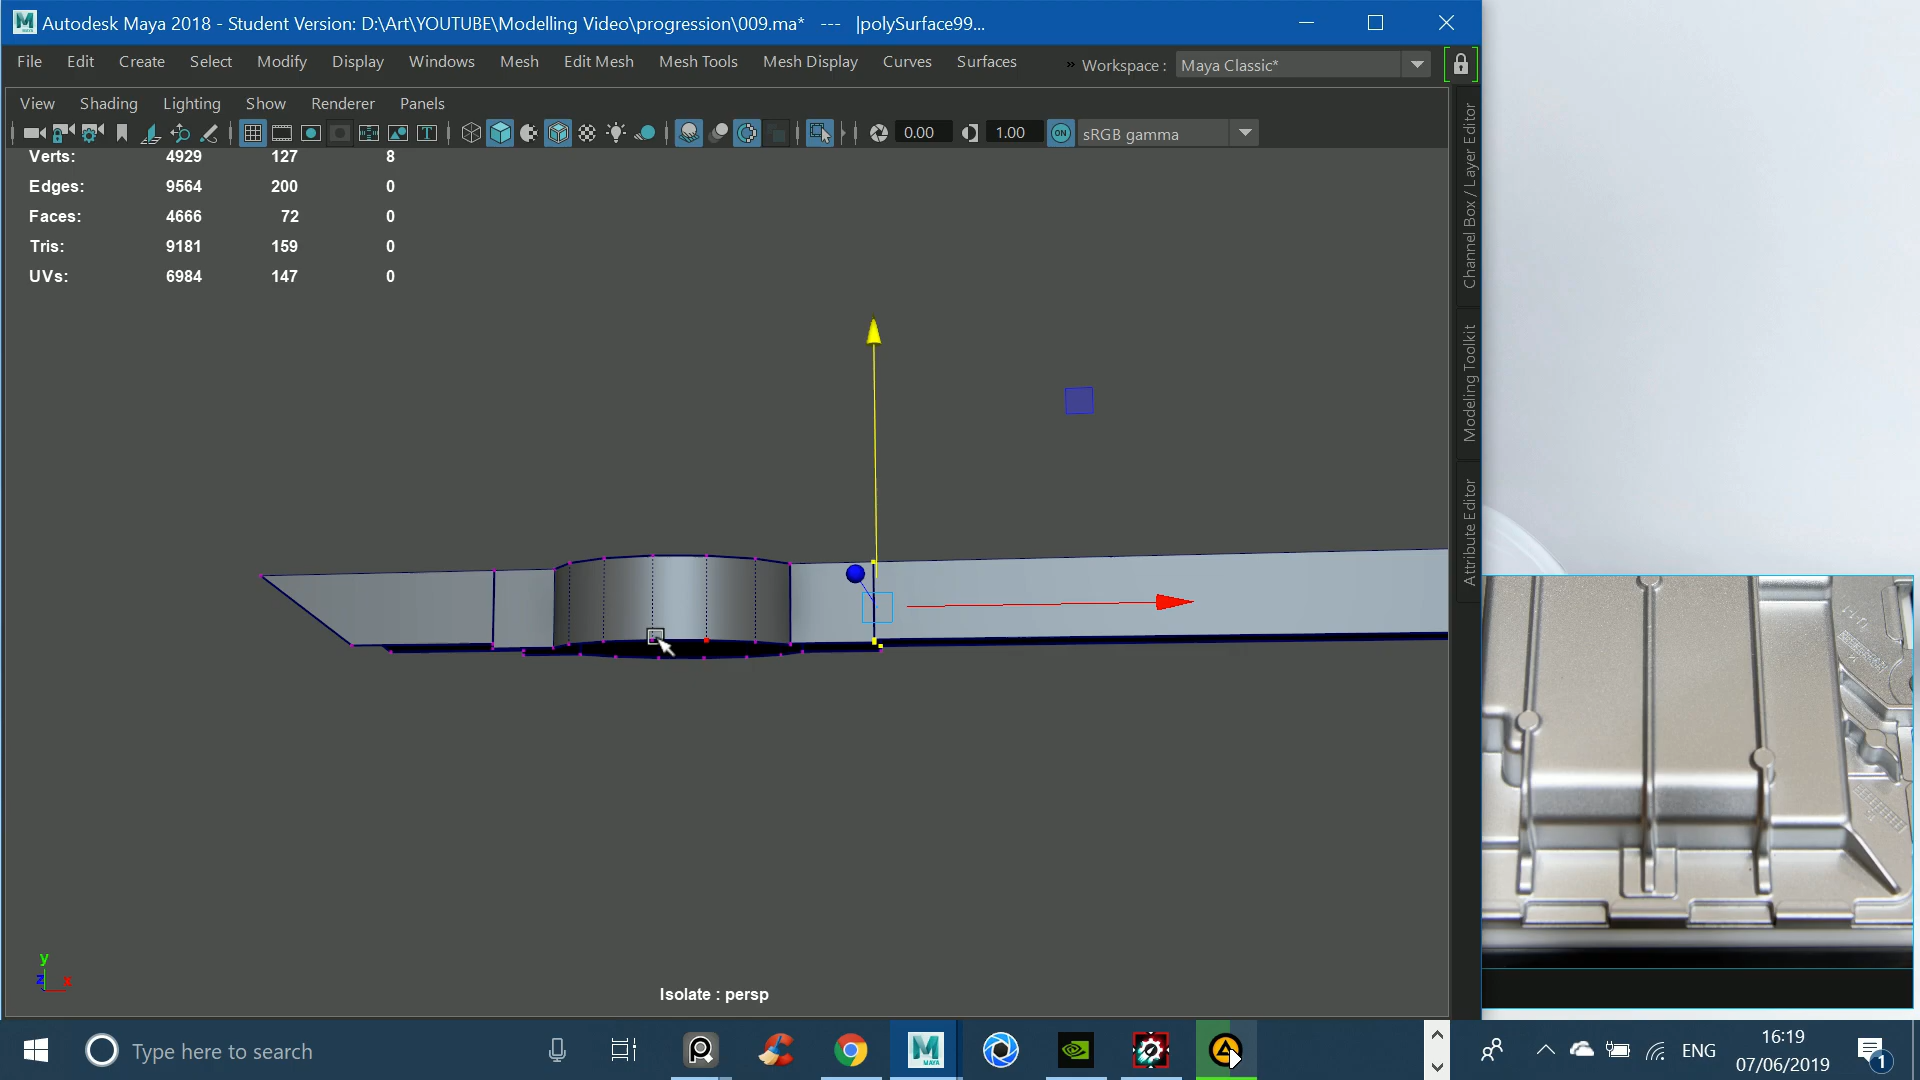 Autodesk Maya 2018 - Student Version: D:\Art\YOUTUBE\Modelling Video\progression\009.ma* --- |polySurface99...
File Edit Create Select Modify Display Windows Mesh Edit Mesh Mesh Tools Mesh Display Curves Surfaces » Workspace : Maya Classic*
View Shading Lighting Show Renderer Panels
0.00 1.00 ON sRGB gamma
Verts: 4929 127 8
Edges: 9564 200 0
Faces: 4666 72 0
Tris: 9181 159 0
UVs: 6984 147 0
Channel Box / Layer Editor
Modeling Toolkit
Attribute Editor
y
z x
Isolate : persp
Type here to search
MAYA
ENG
16:19
07/06/2019
1